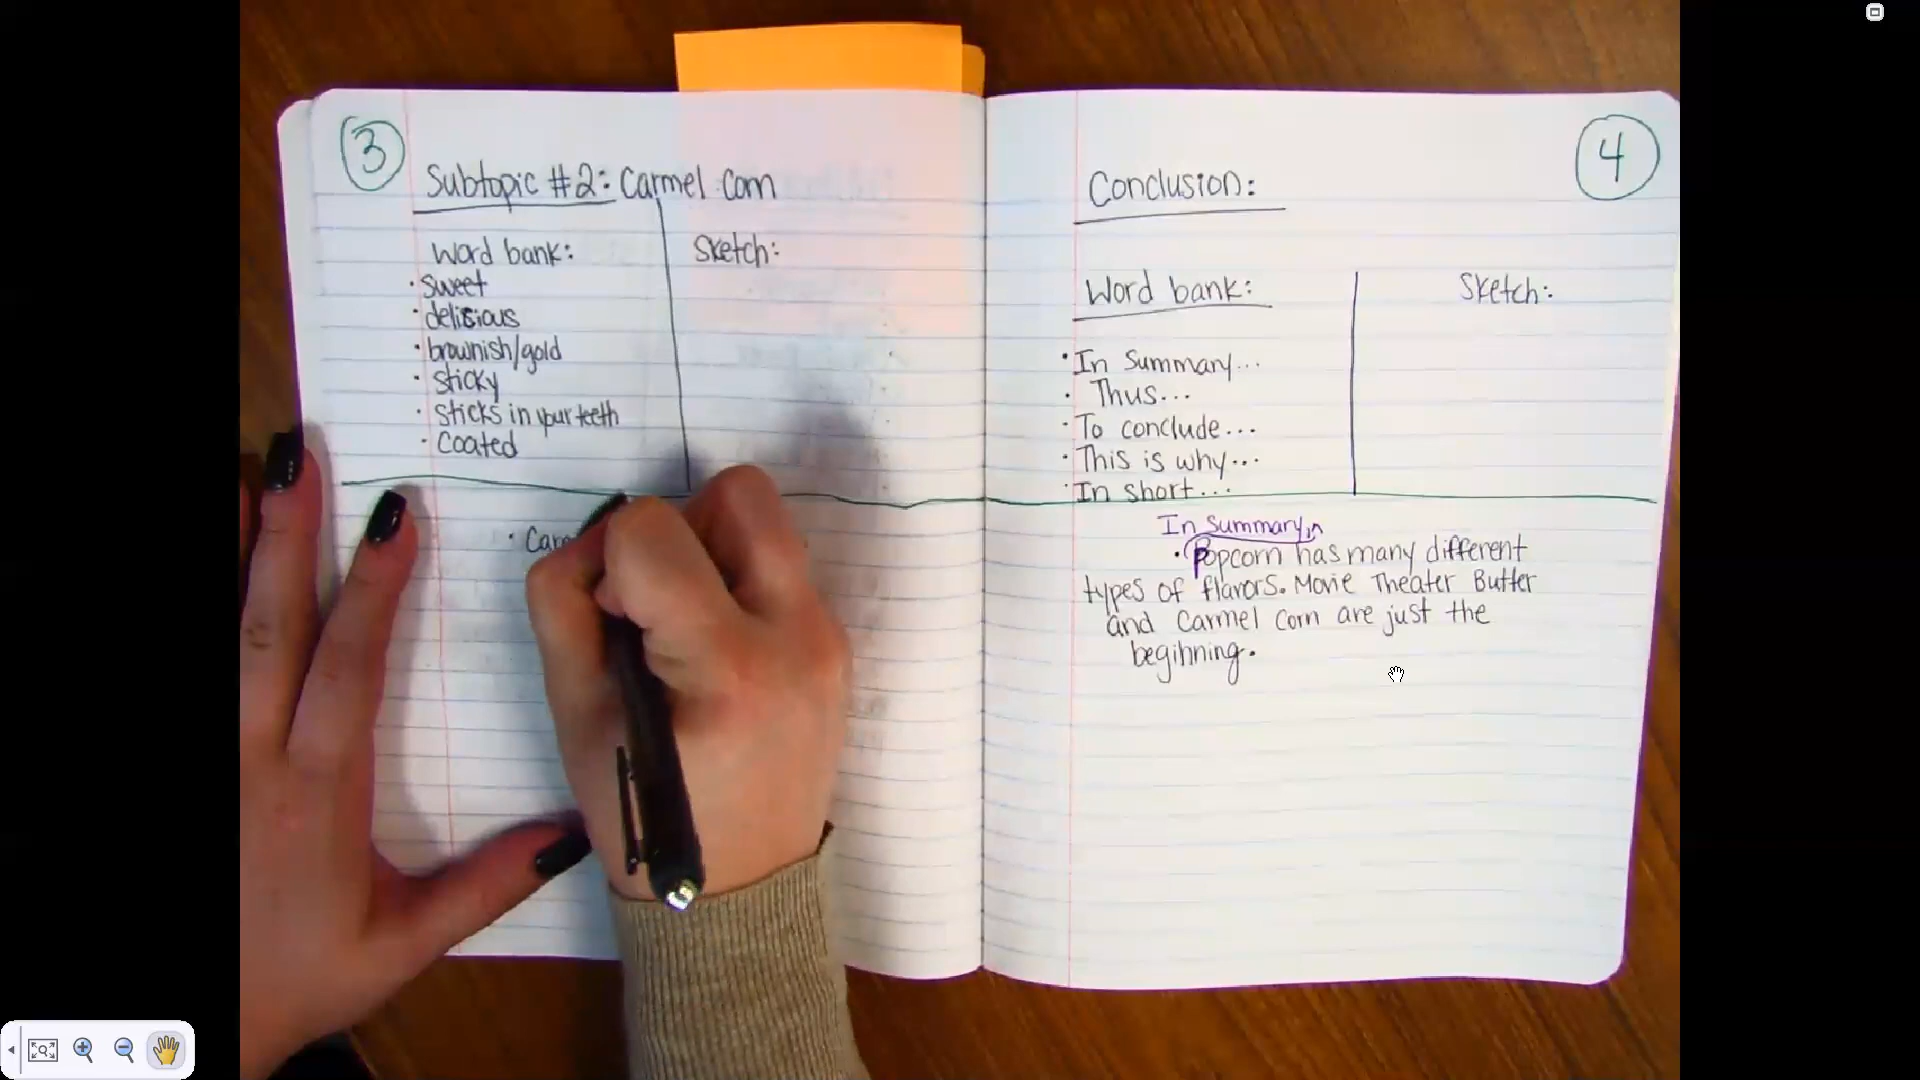 3
Subtopic #2: Carmel Corn
Word bank:
Sketch:
· sweet
· delisious
· brownish/gold
· sticky
· sticks in your teeth
· Coated
4
Conclusion:
Word bank:
Sketch:
· In Summary...
· Thus...
· To conclude...
· This is why...
· In short...
In Summary,
· Popcorn has many different
types of flavors. Movie Theater Butter
and Carmel Corn are just the
beginning.